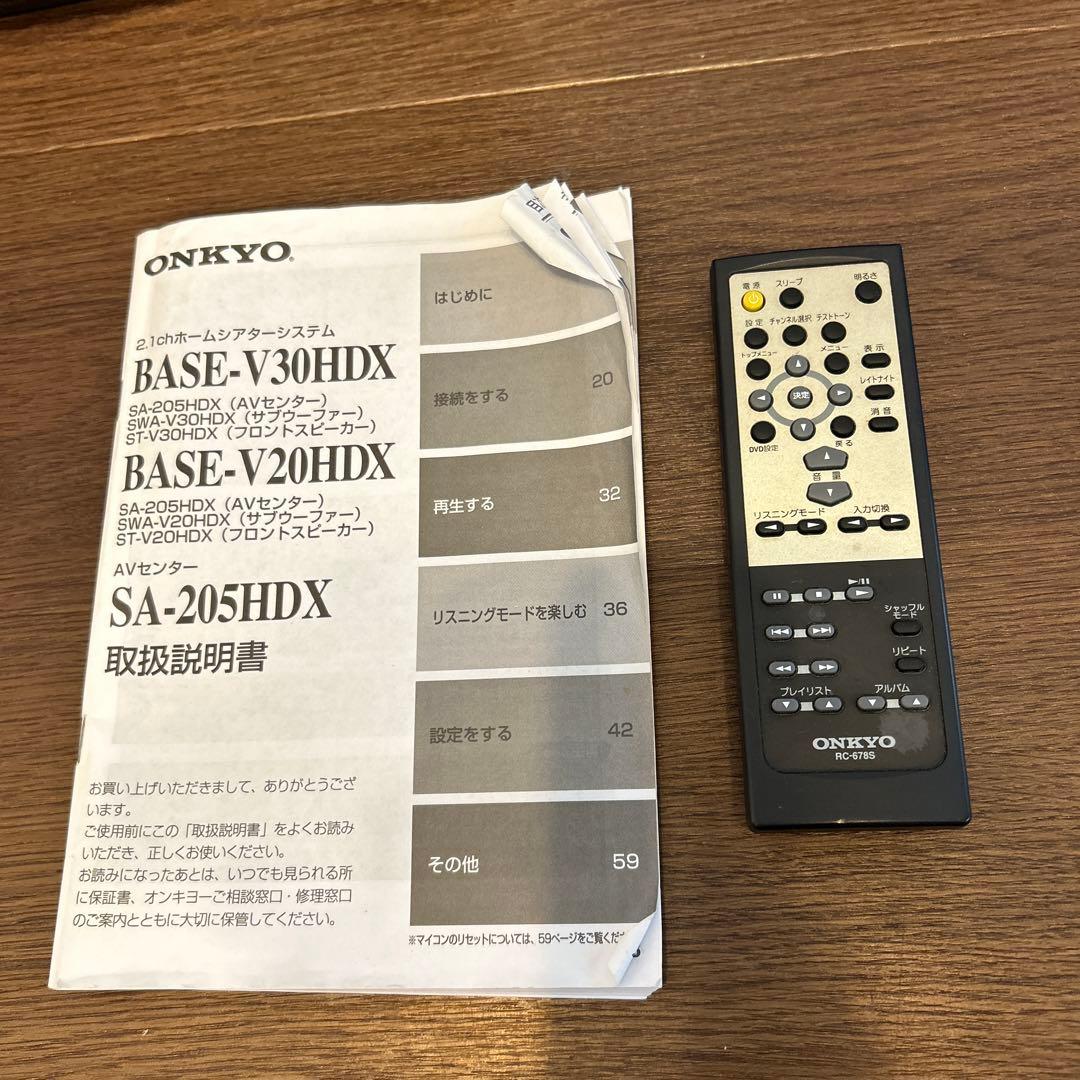 ONKYO
2.1chホームシアターシステム
BASE-V30HDX
SA-205HDX（AVセンター）
SWA-V30HDX（サブウーファー）
ST-V30HDX（フロントスピーカー）
BASE-V20HDX
SA-205HDX（AVセンター）
SWA-V20HDX（サブウーファー）
ST-V20HDX（フロントスピーカー）
AVセンター
SA-205HDX
取扱説明書
お買い上げいただきまして、ありがとうござ
います。
ご使用前にこの「取扱説明書」をよくお読み
いただき、正しくお使いください。
お読みになったあとは、いつでも見られる所
に保証書、オンキヨーご相談窓口・修理窓口
のご案内とともに大切に保管してください。
はじめに
接続をする 20
再生する 32
リスニングモードを楽しむ 36
設定をする 42
その他 59
※マイコンのリセットについては、59ページをご覧くだ
電源 スリープ 明るさ
設定 チャンネル選択 テストトーン
トップメニュー メニュー 表示
決定 レイトナイト
消音
DVD設定 戻る
音量
リスニングモード 入力切換
シャッフル
モード
リピート
プレイリスト アルバム
ONKYO
RC-678S